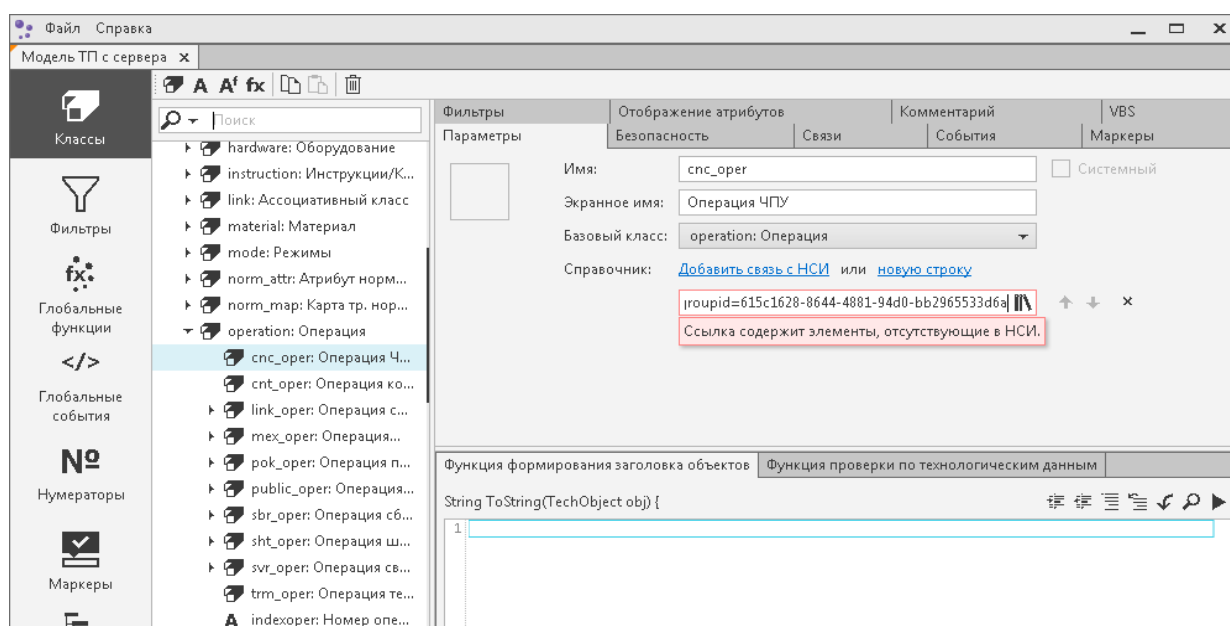 Файл Справка
Модель ТП с сервера x
Классы
Фильтры
Глобальные
функции
Глобальные
события
Нумераторы
Маркеры
A Af fx
Поиск
hardware: Оборудование
instruction: Инструкции/К...
link: Ассоциативный класс
material: Материал
mode: Режимы
norm_attr: Атрибут норм...
norm_map: Карта тр. нор...
operation: Операция
cnc_oper: Операция Ч...
cnt_oper: Операция ко...
link_oper: Операция с...
mex_oper: Операция...
pok_oper: Операция п...
public_oper: Операция...
sbr_oper: Операция сб...
sht_oper: Операция ш...
svr_oper: Операция св...
trm_oper: Операция те...
indexoper: Номер опе...
Фильтры Отображение атрибутов Комментарий VBS
Параметры Безопасность Связи События Маркеры
Имя: cnc_oper Системный
Экранное имя: Операция ЧПУ
Базовый класс: operation: Операция
Справочник: Добавить связь с НСИ или новую строку
roupid=615c1628-8644-4881-94d0-bb2965533d6a
Ссылка содержит элементы, отсутствующие в НСИ.
Функция формирования заголовка объектов Функция проверки по технологическим данным
String ToString(TechObject obj) {
1